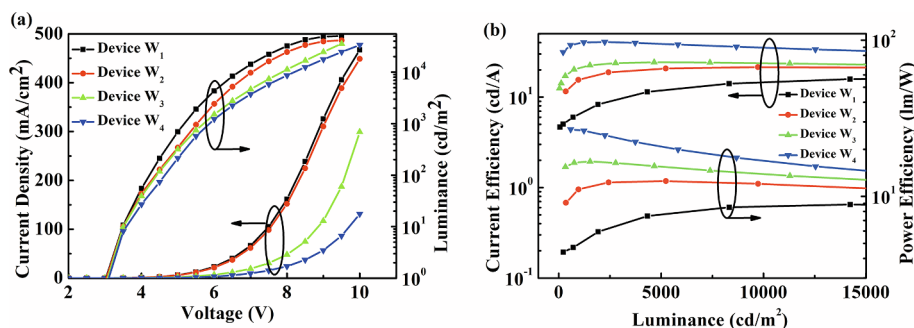 (a)
Current Density (mA/cm²)
500
400
300
200
100
0
Device W₁
Device W₂
Device W₃
Device W₄
2
4
6
8
10
Voltage (V)
10⁴
10³
10²
10¹
10⁰
Luminance (cd/m²)
(b)
Current Efficiency (cd/A)
10¹
10⁰
10⁻¹
Device W₁
Device W₂
Device W₃
Device W₄
0
5000
10000
15000
Luminance (cd/m²)
10²
10¹
Power Efficiency (lm/W)